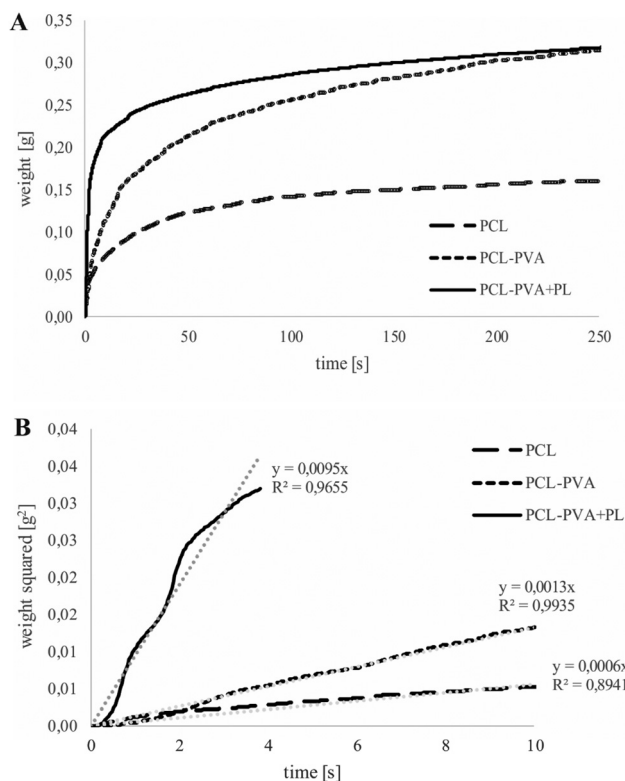 A
0,35
0,30
0,25
0,20
0,15
0,10
0,05
0,00
weight [g]
PCL
PCL-PVA
PCL-PVA+PL
0 50 100 150 200 250
time [s]
B
0,04
0,04
0,03
0,03
0,02
0,02
0,01
0,01
0,00
weight squared [g²]
y = 0,0095x
R² = 0,9655
PCL
PCL-PVA
PCL-PVA+PL
y = 0,0013x
R² = 0,9935
y = 0,0006x
R² = 0,8941
0 2 4 6 8 10
time [s]